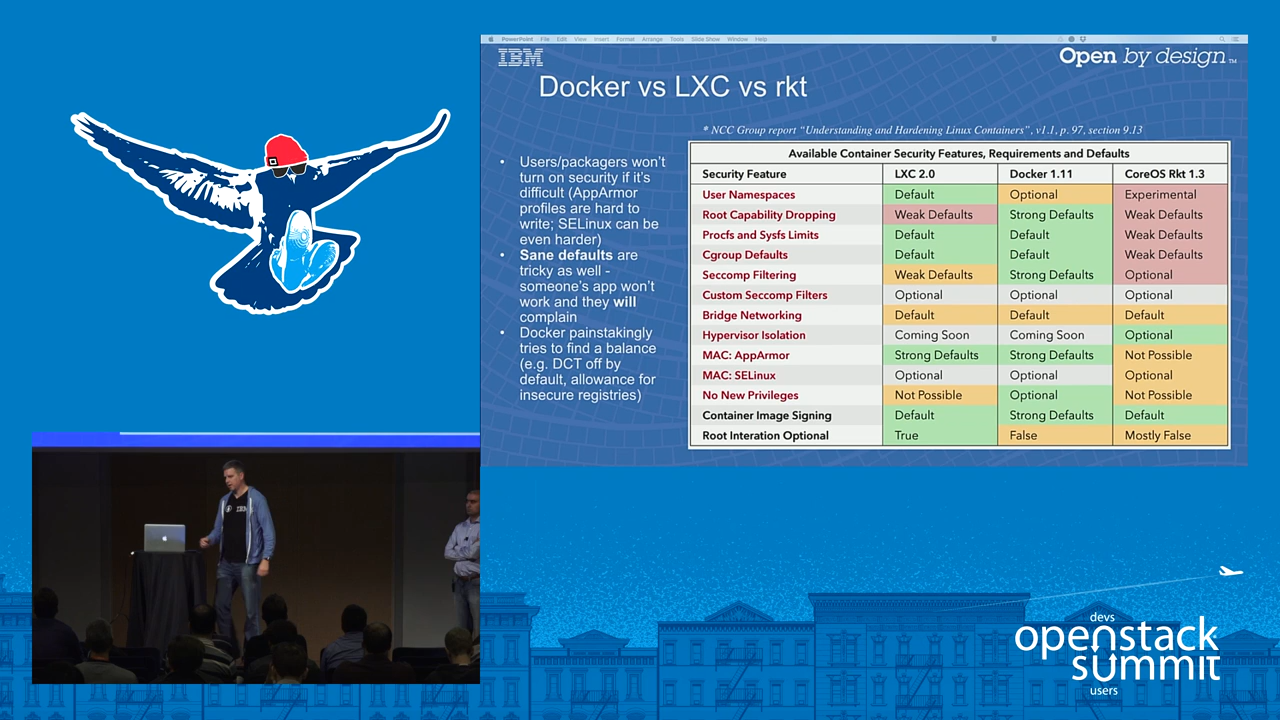 PowerPoint File Edit View Insert Format Arrange Tools Slide Show Window Help
IBM
Open by design™
Docker vs LXC vs rkt
* NCC Group report “Understanding and Hardening Linux Containers”, v1.1, p. 97, section 9.13
• Users/packagers won’t
turn on security if it’s
difficult (AppArmor
profiles are hard to
write; SELinux can be
even harder)
• Sane defaults are
tricky as well -
someone’s app won’t
work and they will
complain
• Docker painstakingly
tries to find a balance
(e.g. DCT off by
default, allowance for
insecure registries)
Available Container Security Features, Requirements and Defaults
Security Feature LXC 2.0 Docker 1.11 CoreOS Rkt 1.3
User Namespaces Default Optional Experimental
Root Capability Dropping Weak Defaults Strong Defaults Weak Defaults
Procfs and Sysfs Limits Default Default Weak Defaults
Cgroup Defaults Default Default Weak Defaults
Seccomp Filtering Weak Defaults Strong Defaults Optional
Custom Seccomp Filters Optional Optional Optional
Bridge Networking Default Default Default
Hypervisor Isolation Coming Soon Coming Soon Optional
MAC: AppArmor Strong Defaults Strong Defaults Not Possible
MAC: SELinux Optional Optional Optional
No New Privileges Not Possible Optional Not Possible
Container Image Signing Default Strong Defaults Default
Root Interation Optional True False Mostly False
IBM
devs
openstack
summit
users